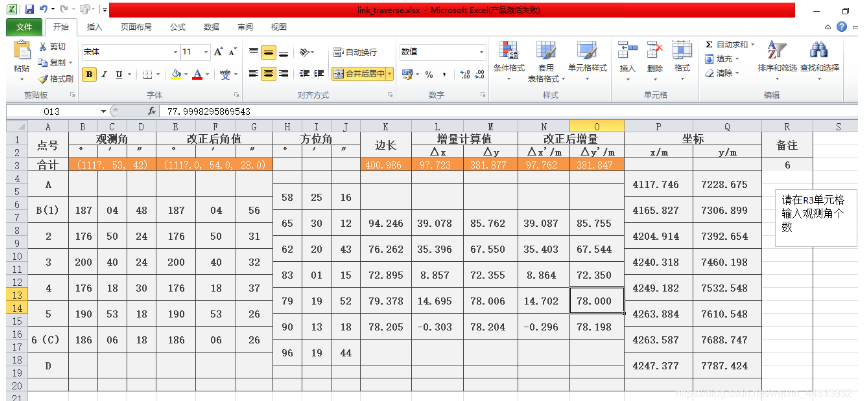 link_traverse.xlsx - Microsoft Excel(产品激活失败)
文件 开始 插入 页面布局 公式 数据 审阅 视图
剪切
复制
格式刷
粘贴
剪贴板
宋体 11
B I U
字体
自动换行
合并后居中
对齐方式
数值
数字
条件格式 套用表格格式 单元格样式
样式
插入 删除 格式
单元格
Σ 自动求和
填充
清除
排序和筛选 查找和选择
编辑
O13 fx 77.9998295869543
A B C D E F G H I J K L M N O P Q R S
1 点号 观测角 改正后角值 方位角 边长 增量计算值 改正后增量 坐标 备注
2 ° ′ ″ ° ′ ″ ° ′ ″ Δx Δy Δx'/m Δy'/m x/m y/m
3 合计 (1117, 53, 42) (1117.0, 54.0, 28.0) 400.986 97.723 381.877 97.762 381.847 6
4 A 4117.746 7228.675
5 58 25 16
6 B(1) 187 04 48 187 04 56 4165.827 7306.899
7 65 30 12 94.246 39.078 85.762 39.087 85.755
8 2 176 50 24 176 50 31 4204.914 7392.654
9 62 20 43 76.262 35.396 67.550 35.403 67.544
10 3 200 40 24 200 40 32 4240.318 7460.198
11 83 01 15 72.895 8.857 72.355 8.864 72.350
12 4 176 18 30 176 18 37 4249.182 7532.548
13 79 19 52 79.378 14.695 78.006 14.702 78.000
14 5 190 53 18 190 53 26 4263.884 7610.548
15 90 13 18 78.205 -0.303 78.204 -0.296 78.198
16 6(C) 186 06 18 186 06 26 4263.587 7688.747
17 96 19 44
18 D 4247.377 7787.424
19
20
21
请在R3单元格
输入观测角个
数